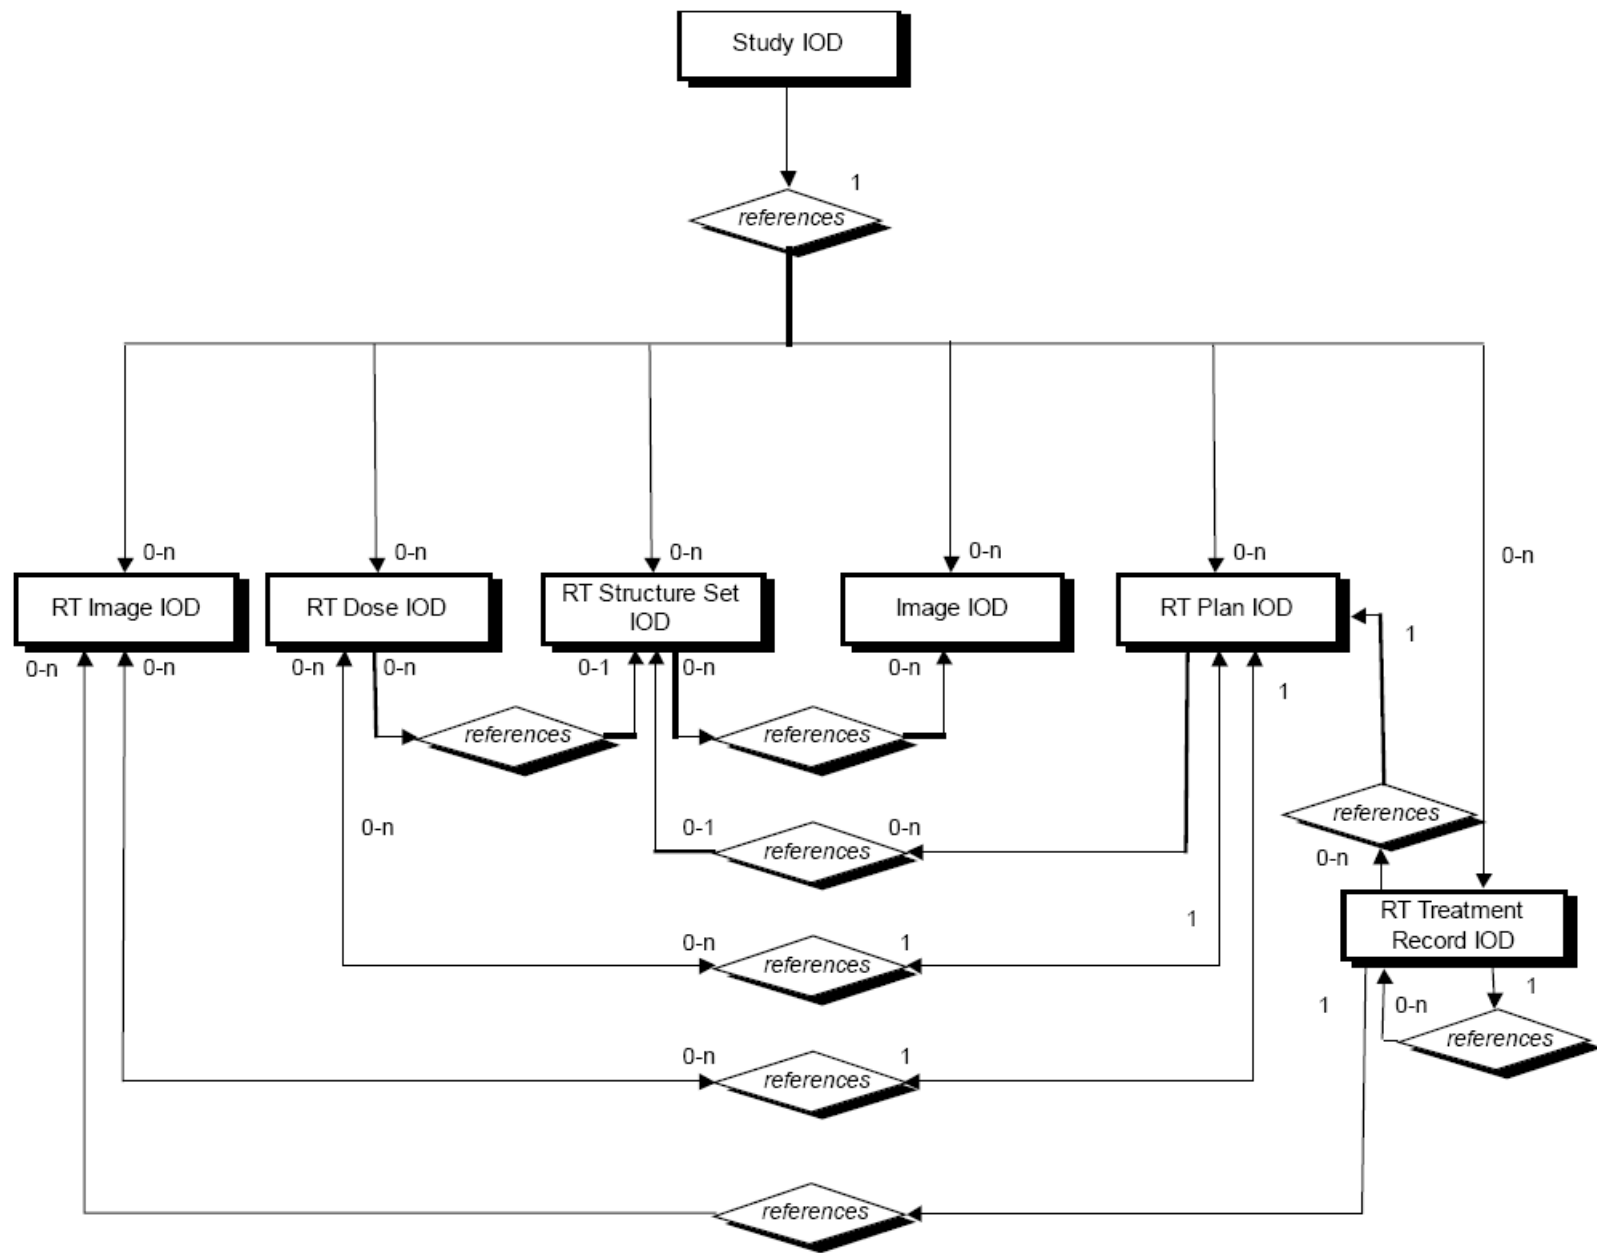 Study IOD
1
references
0-n
0-n
0-n
0-n
0-n
0-n
RT Image IOD
RT Dose IOD
RT Structure Set
IOD
Image IOD
RT Plan IOD
1
0-n
0-n
0-n
0-n
0-1
0-n
0-n
1
references
references
references
0-n
0-1
0-n
references
0-n
RT Treatment
Record IOD
1
0-n
1
references
1
0-n
1
references
0-n
1
references
references